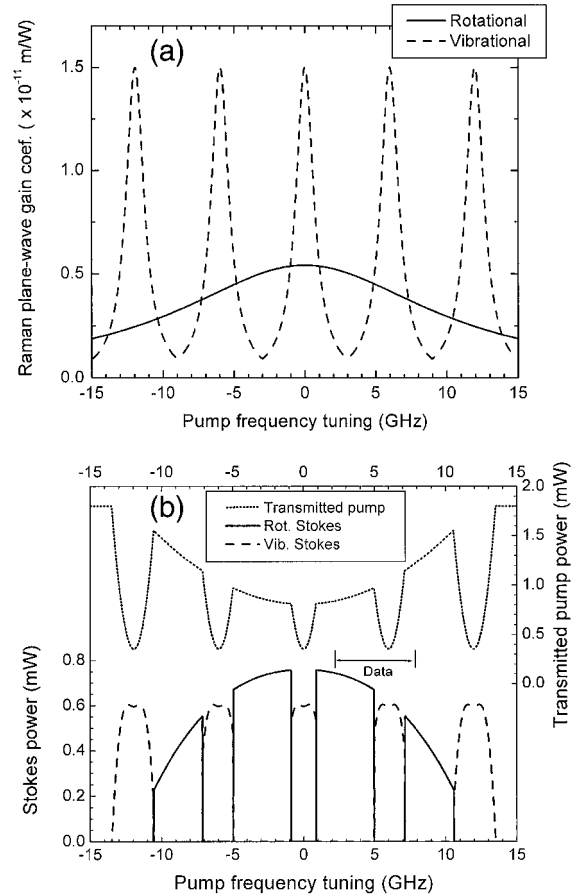 (a)
Rotational
Vibrational
Raman plane-wave gain coef. ( x 10⁻¹¹ m/W)
1.5
1.0
0.5
0.0
-15 -10 -5 0 5 10 15
Pump frequency tuning (GHz)
-15 -10 -5 0 5 10 15
(b)
Transmitted pump
Rot. Stokes
Vib. Stokes
Transmitted pump power (mW)
2.0
1.5
1.0
0.5
0.0
Data
Stokes power (mW)
0.8
0.6
0.4
0.2
0.0
-15 -10 -5 0 5 10 15
Pump frequency tuning (GHz)